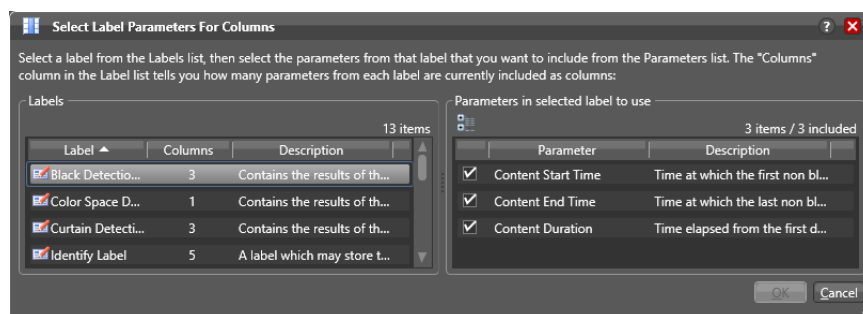 Select Label Parameters For Columns ?
Select a label from the Labels list, then select the parameters from that label that you want to include from the Parameters list. The "Columns"
column in the Label list tells you how many parameters from each label are currently included as columns:
Labels
13 items
Label Columns Description
Black Detectio... 3 Contains the results of th...
Color Space D... 1 Contains the results of th...
Curtain Detecti... 3 Contains the results of th...
Identify Label 5 A label which may store t...
Parameters in selected label to use
3 items / 3 included
Parameter Description
Content Start Time Time at which the first non bl...
Content End Time Time at which the last non bl...
Content Duration Time elapsed from the first d...
OK Cancel